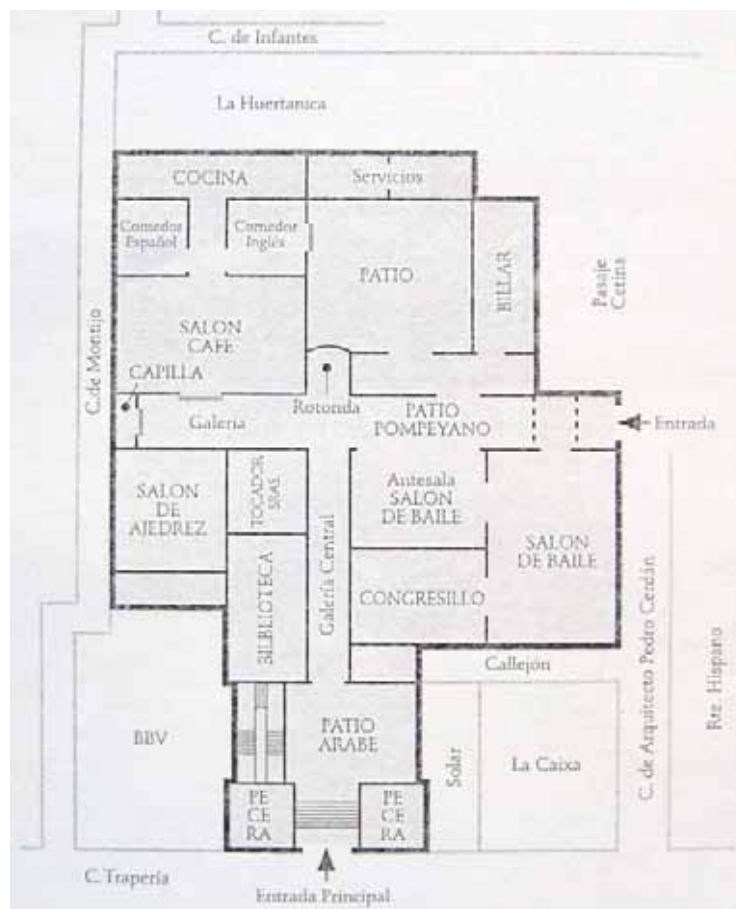 C. de Infantes
La Huertanica
COCINA
Servicios
Comedor
Español
Comedor
Inglés
PATIO
BILLAR
Pasaje
Cetina
C.de Montijo
SALON
CAFE
CAPILLA
Galería
Rotonda
PATIO
POMPEYANO
Entrada
SALON
DE
AJEDREZ
TOCADOR
SRAS.
Antesala
SALON
DE BAILE
SALON
DE BAILE
Galería Central
BILBLIOTECA
CONGRESILLO
Callejón
C. de Arquitecto Pedro Cerdán
Rte. Hispano
BBV
PATIO
ARABE
Solar
La Caixa
PE
CE
RA
PE
CE
RA
C. Trapería
Entrada Principal